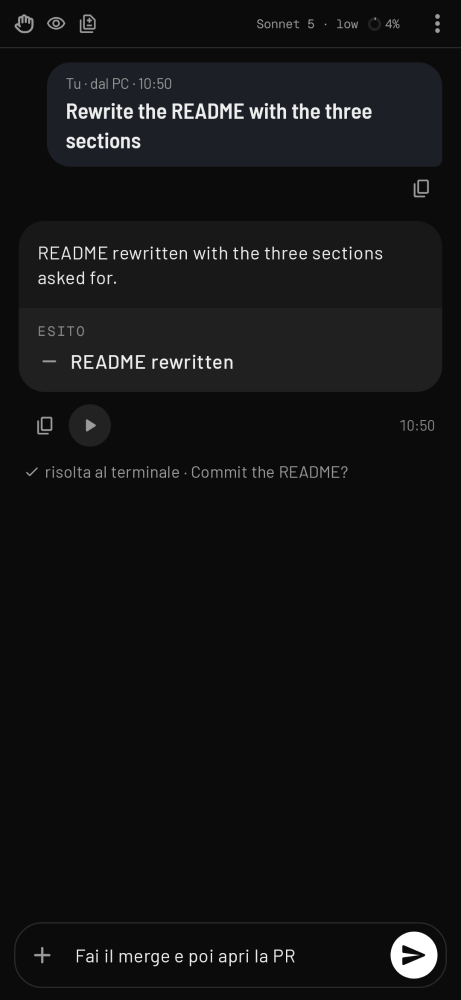 Sonnet 5 · low 4%
Tu · dal PC · 10:50
Rewrite the README with the three
sections
README rewritten with the three sections
asked for.
ESITO
— README rewritten
10:50
risolta al terminale · Commit the README?
Fai il merge e poi apri la PR